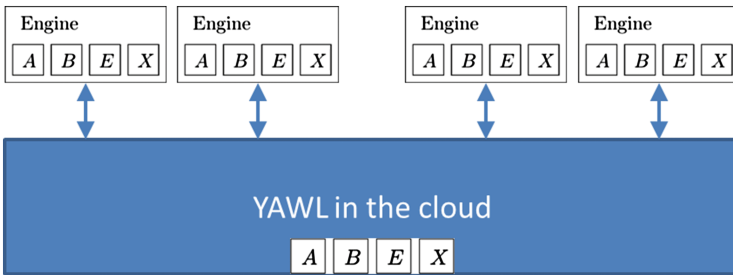 Engine Engine Engine Engine
A B E X A B E X A B E X A B E X
YAWL in the cloud
A B E X